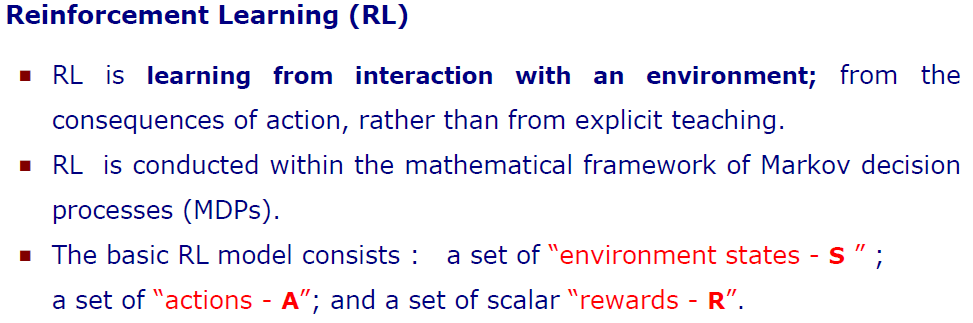 Reinforcement Learning (RL)
▪ RL is learning from interaction with an environment; from the
consequences of action, rather than from explicit teaching.
▪ RL is conducted within the mathematical framework of Markov decision
processes (MDPs).
▪ The basic RL model consists : a set of “environment states - S ” ;
a set of “actions - A”; and a set of scalar “rewards - R”.